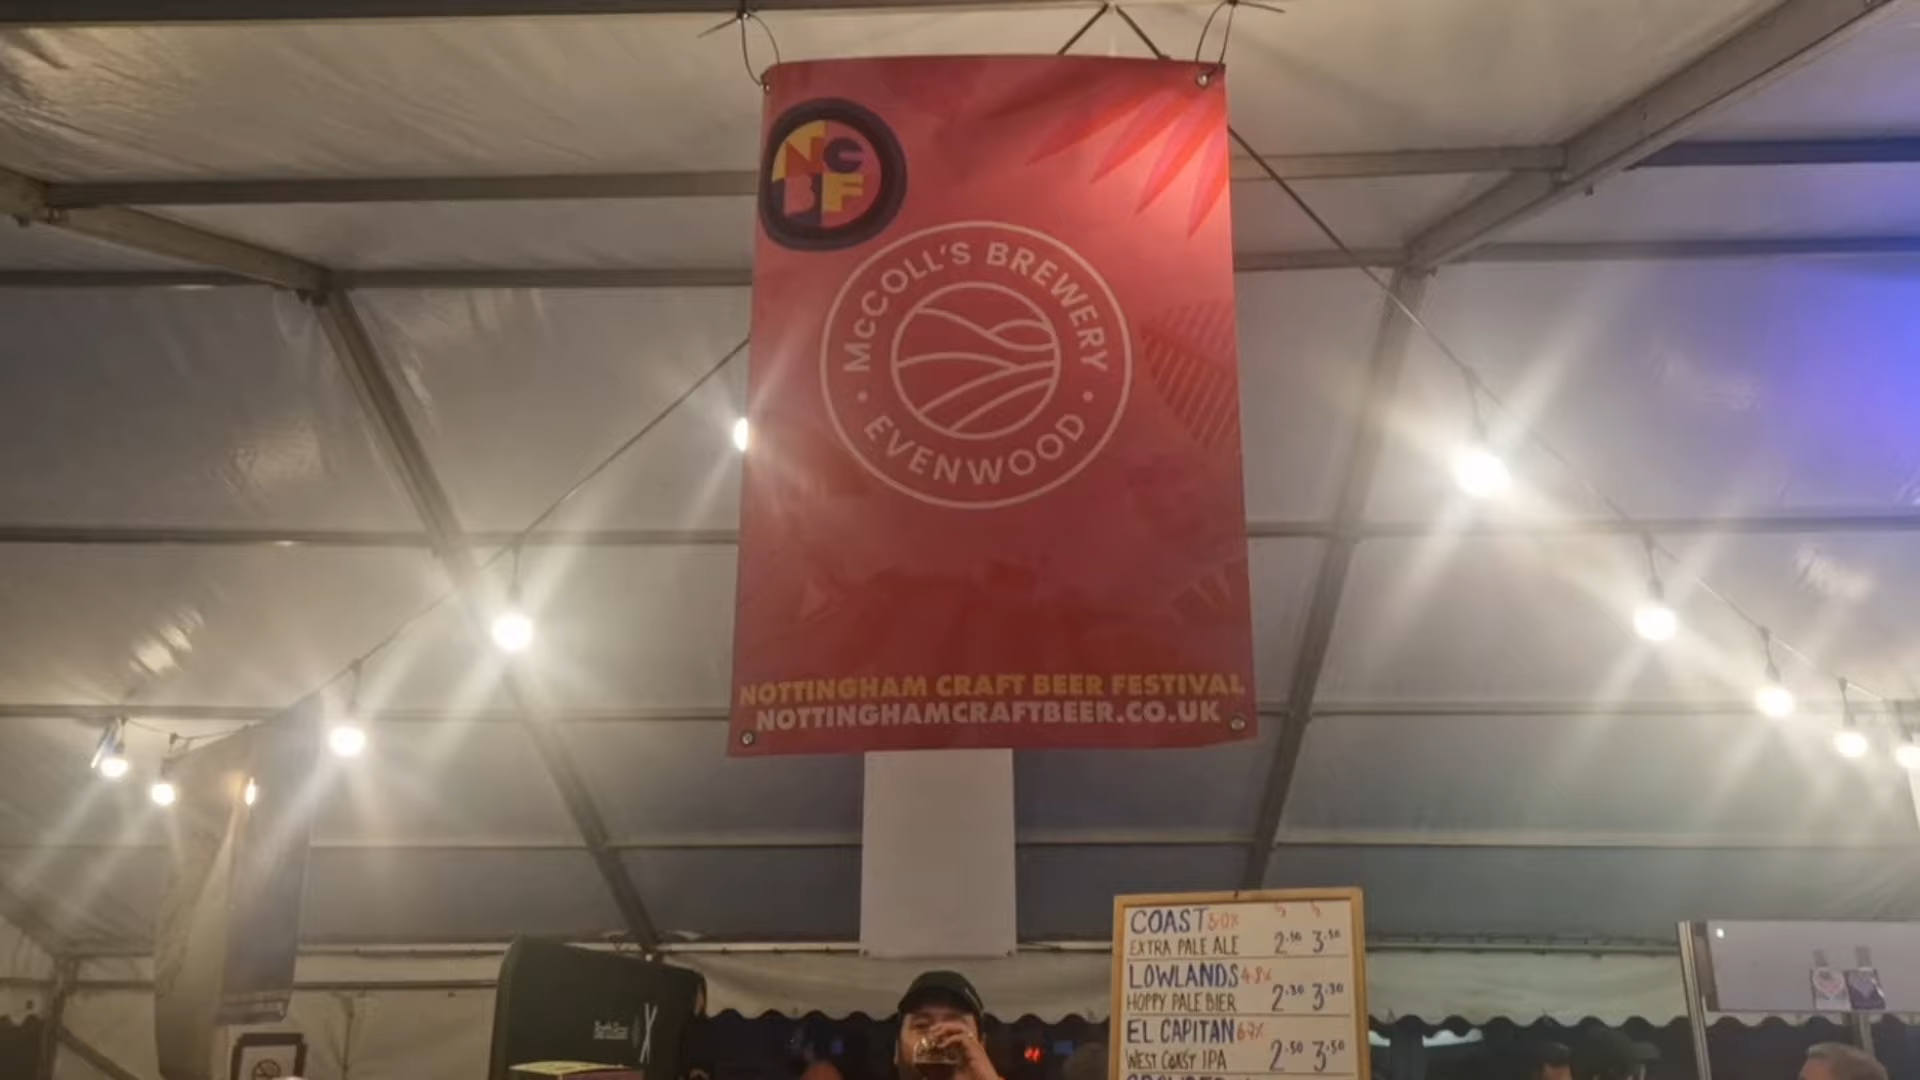 NC
BF
McCOLL'S BREWERY
• EVENWOOD •
NOTTINGHAM CRAFT BEER FESTIVAL
NOTTINGHAMCRAFTBEER.CO.UK
COAST 5.0%
EXTRA PALE ALE 2.50 3.50
LOWLANDS 4.8%
HOPPY PALE BIER 2.30 3.30
EL CAPITAN
WEST COAST IPA 2.50 3.50